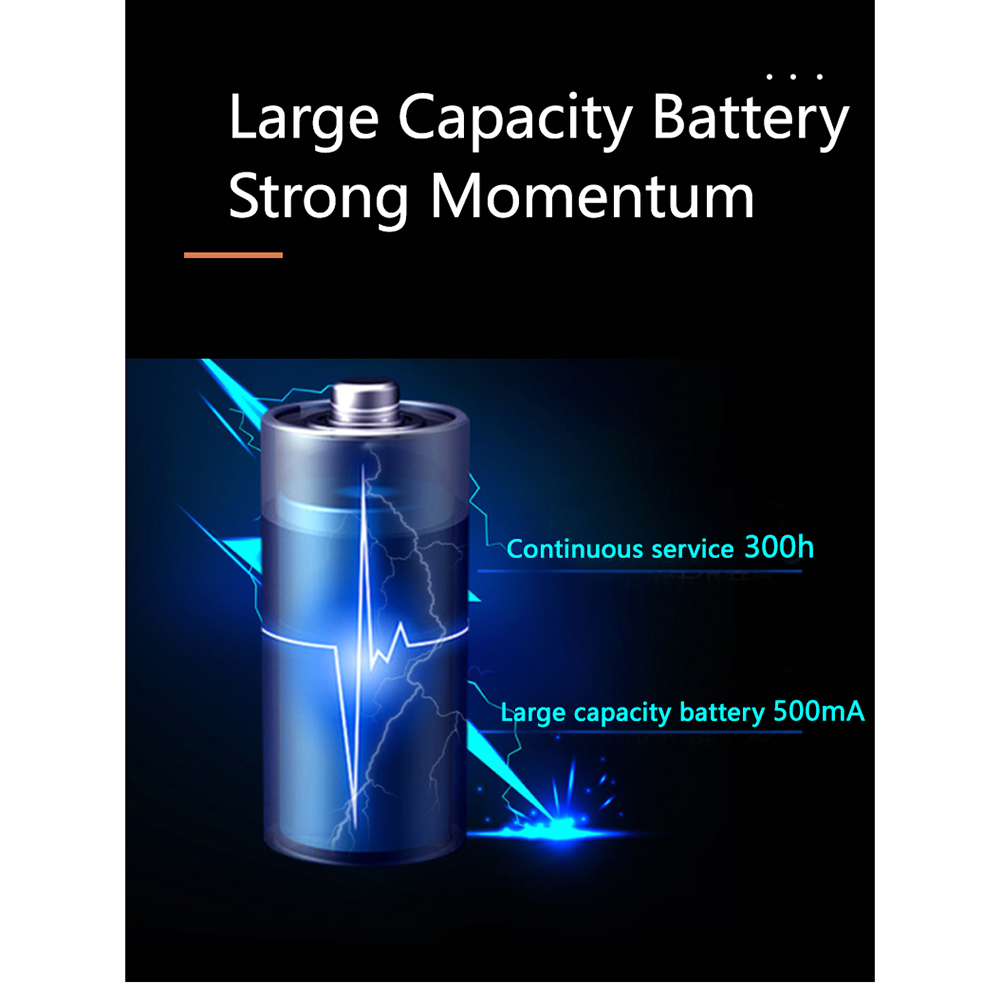 Large Capacity Battery
Strong Momentum
Continuous service 300h
Large capacity battery 500mA